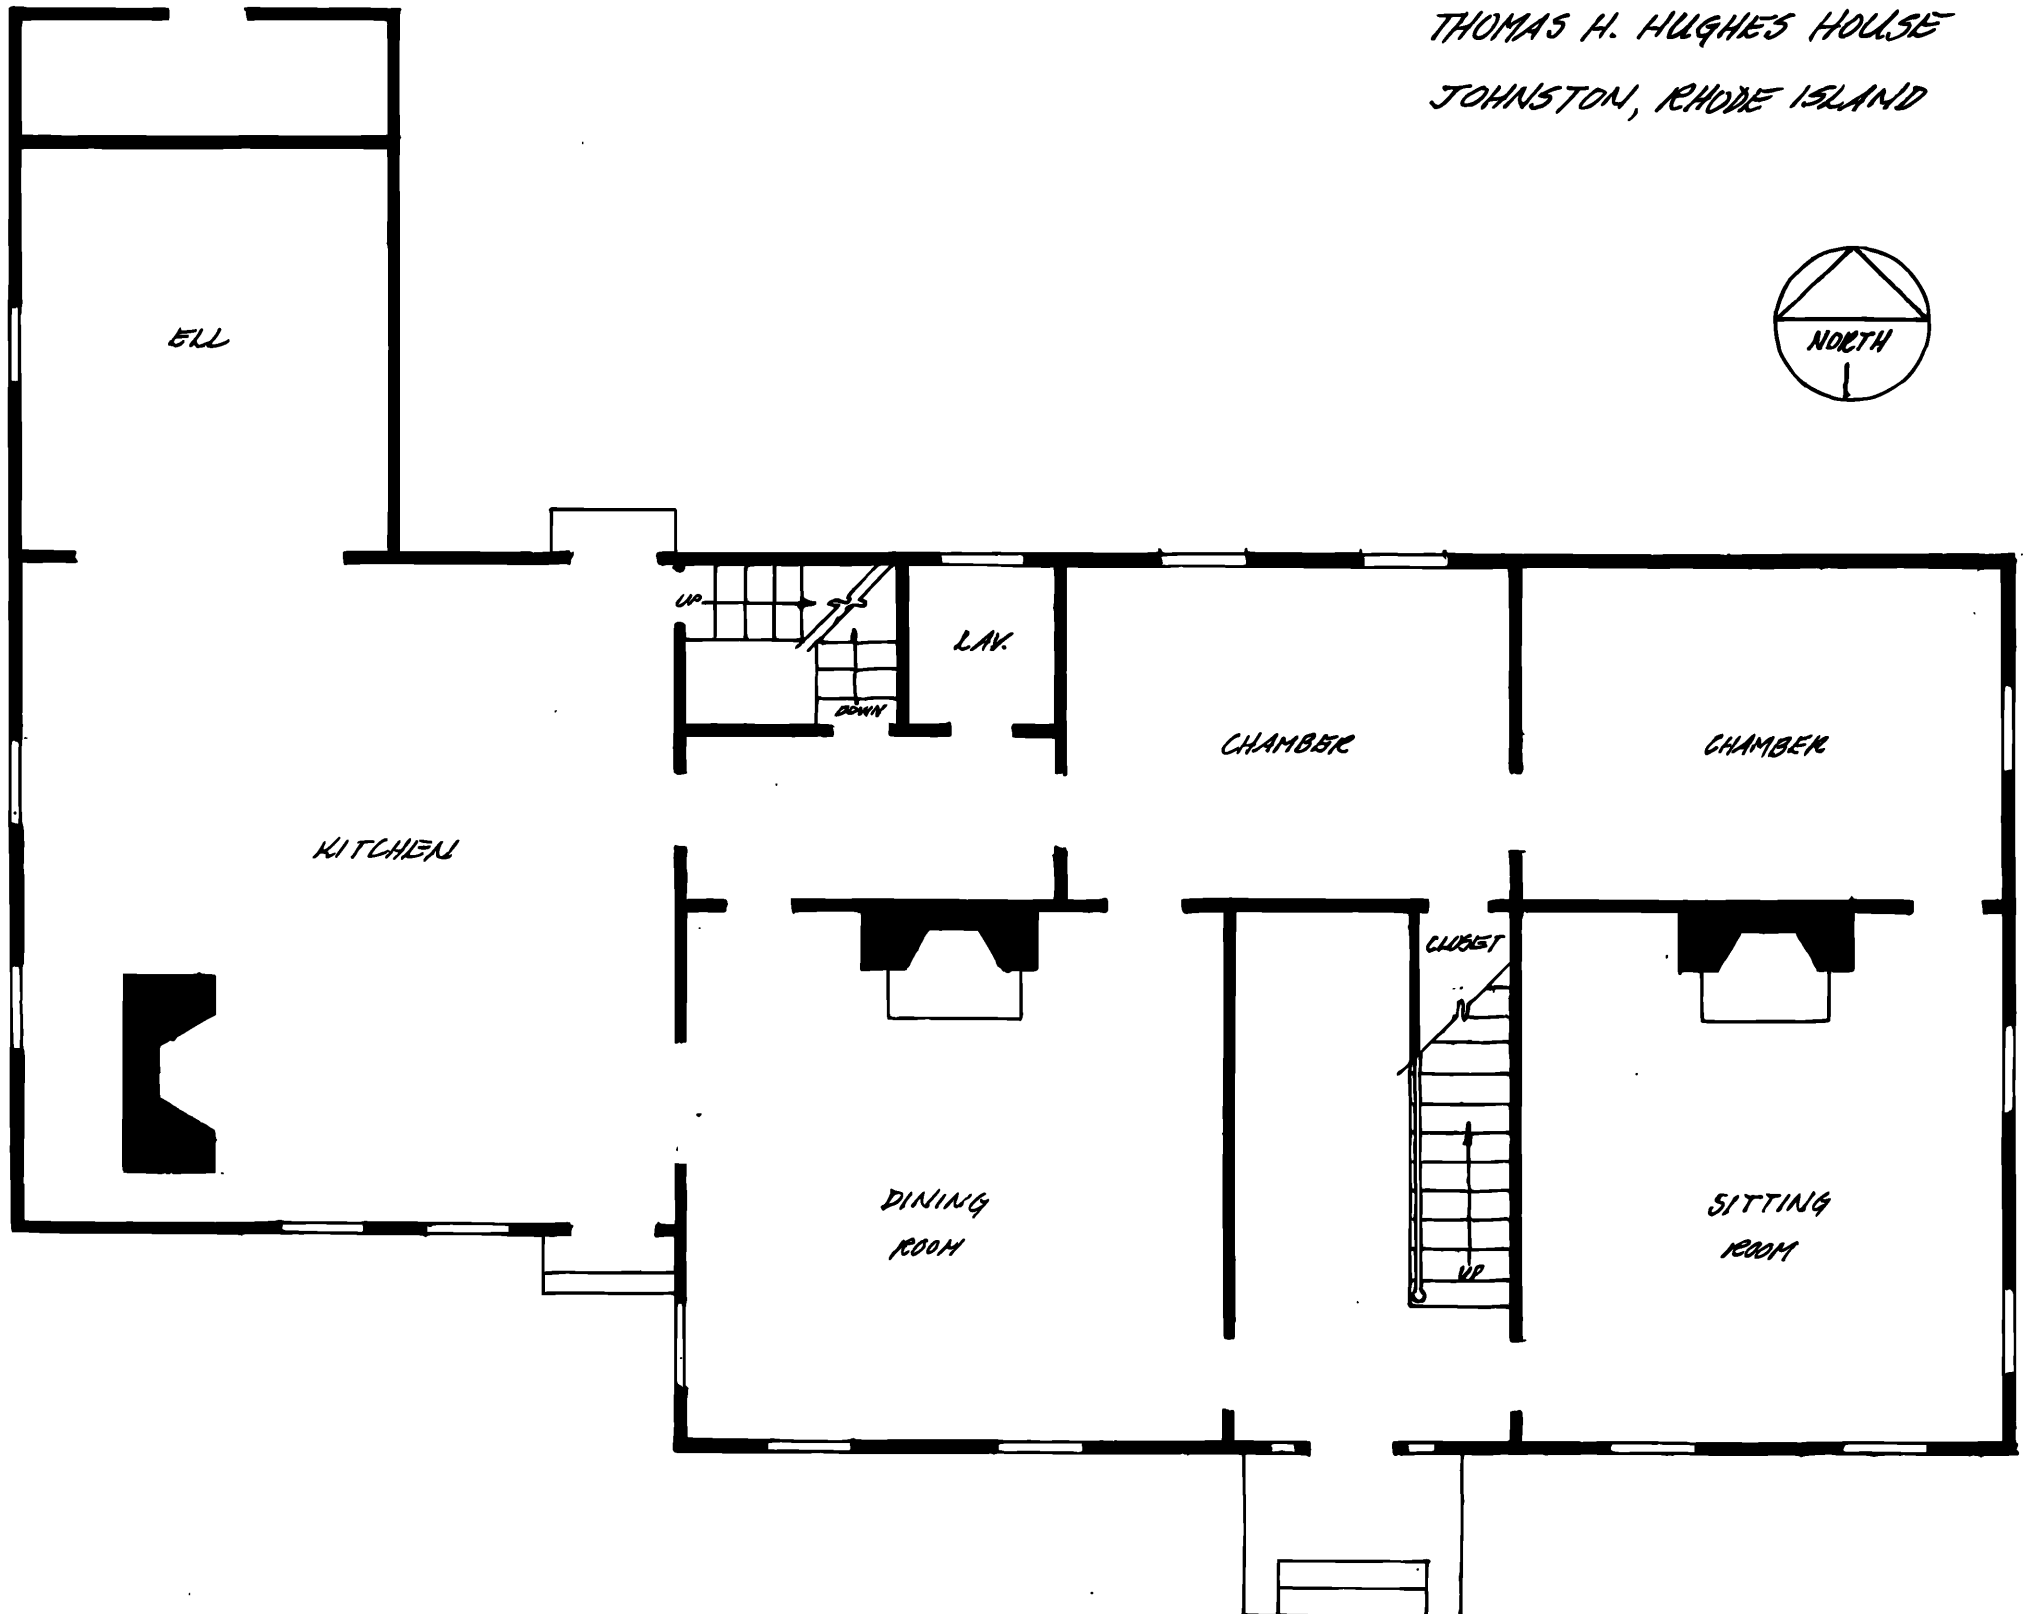 THOMAS H. HUGHES HOUSE
JOHNSTON, RHODE ISLAND
NORTH
ELL
UP
LAV.
DOWN
CHAMBER
CHAMBER
KITCHEN
CLOSET
DINING
ROOM
SITTING
ROOM
UP